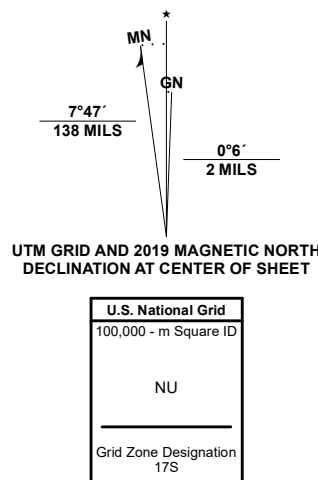 ★
MN
GN
7°47´
138 MILS
0°6´
2 MILS
UTM GRID AND 2019 MAGNETIC NORTH
DECLINATION AT CENTER OF SHEET
U.S. National Grid
100,000 - m Square ID
NU
Grid Zone Designation
17S